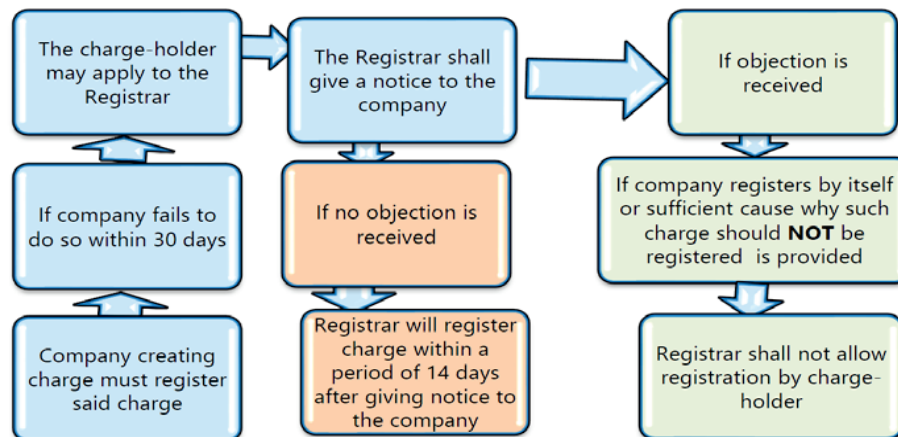 The charge-holder
may apply to the
Registrar
The Registrar shall
give a notice to the
company
If objection is
received
If company fails to
do so within 30 days
If no objection is
received
If company registers by itself
or sufficient cause why such
charge should NOT be
registered is provided
Company creating
charge must register
said charge
Registrar will register
charge within a
period of 14 days
after giving notice to
the company
Registrar shall not allow
registration by charge-
holder